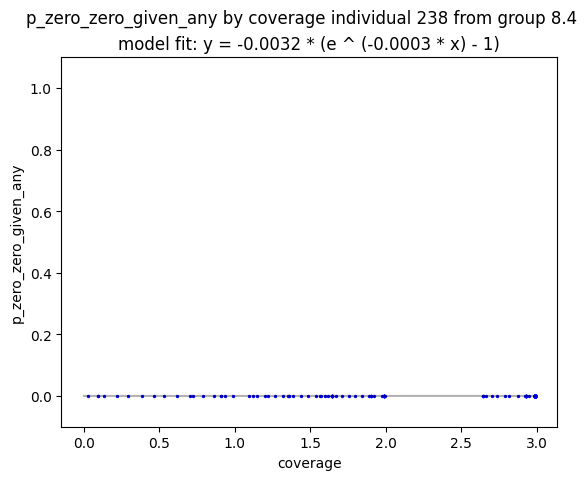 p_zero_zero_given_any by coverage individual 238 from group 8.4
model fit: y = -0.0032 * (e ^ (-0.0003 * x) - 1)
p_zero_zero_given_any
1.0
0.8
0.6
0.4
0.2
0.0
0.0 0.5 1.0 1.5 2.0 2.5 3.0
coverage